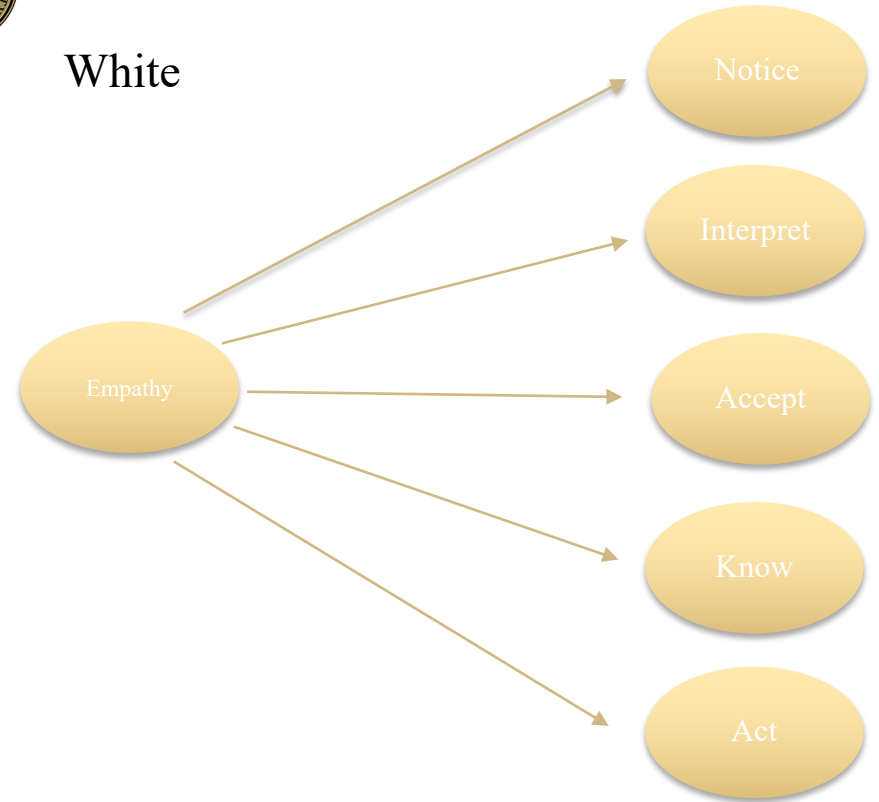 White
Notice
Interpret
Empathy
Accept
Know
Act